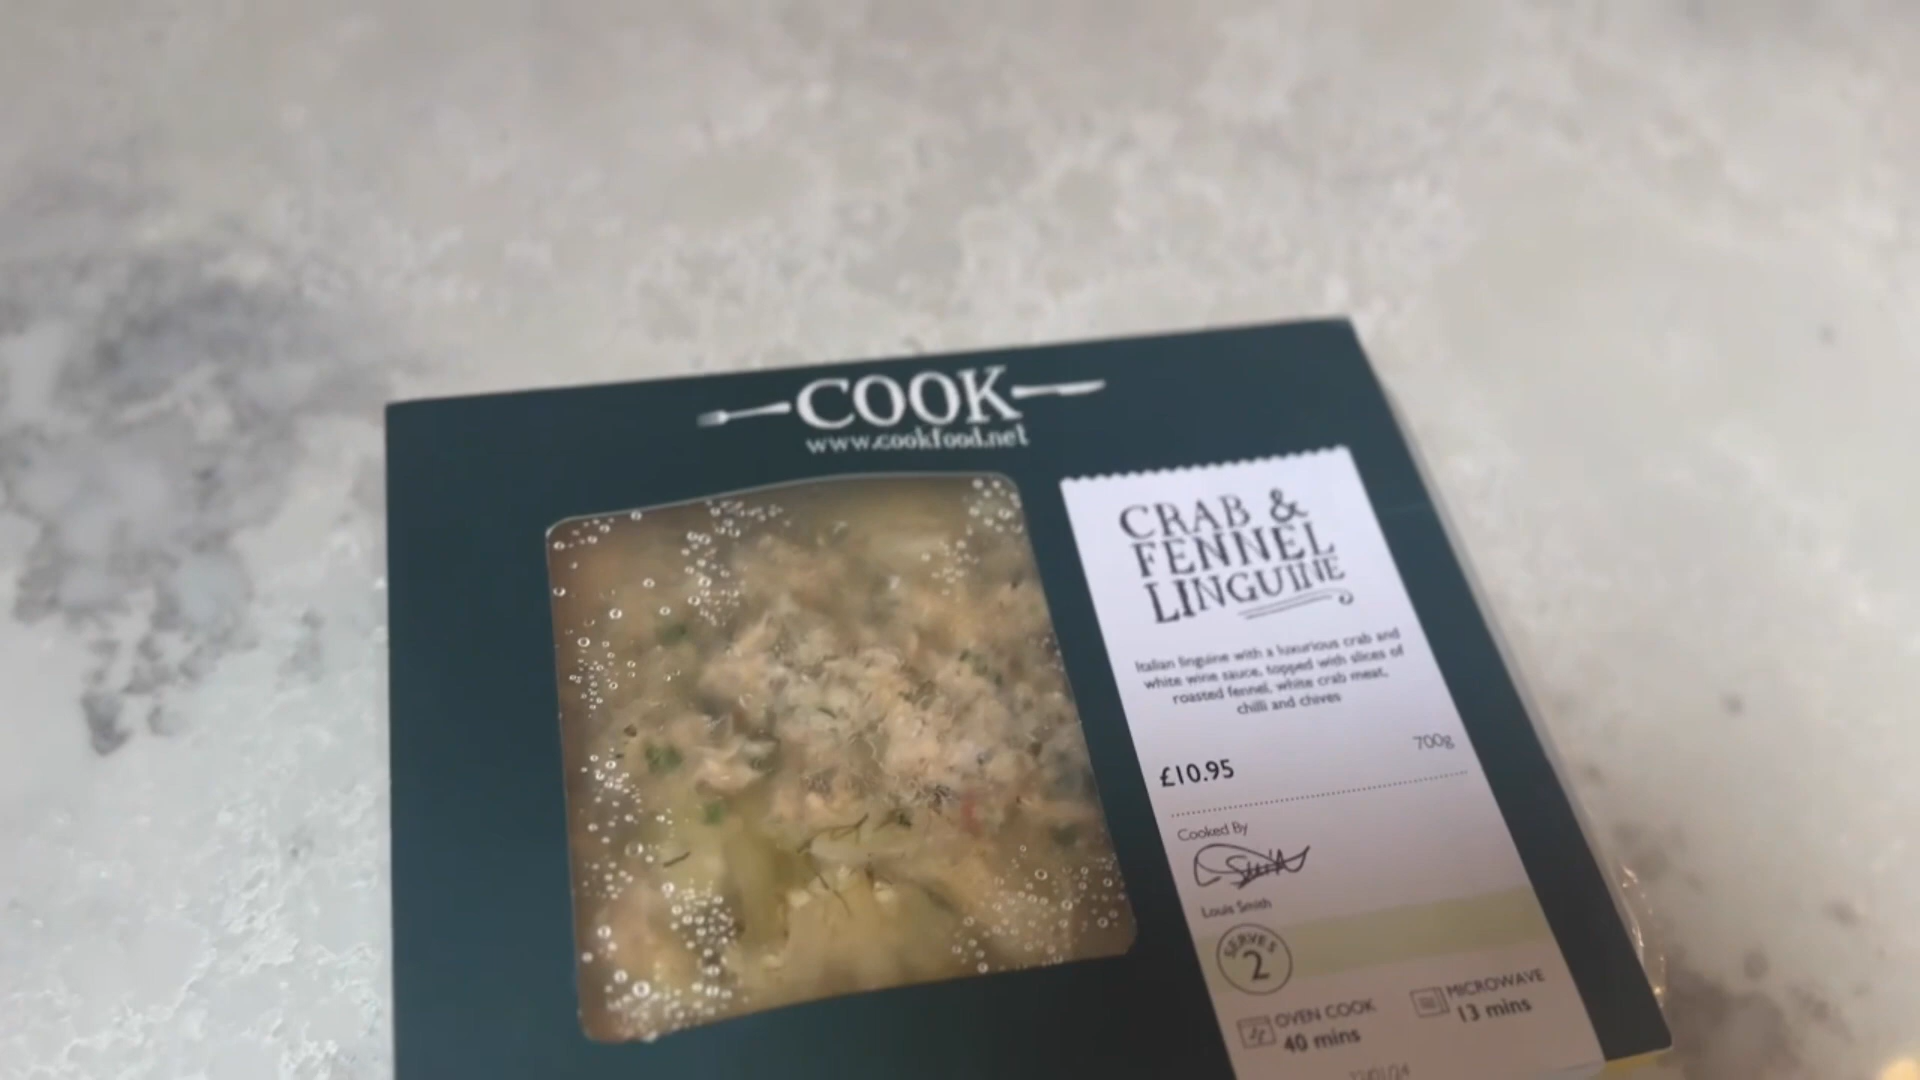 COOK
www.cookfood.net
CRAB &
FENNEL
LINGUINE
Italian linguine with a luxurious crab and
white wine sauce, topped with slices of
roasted fennel, white crab meat,
chilli and chives
700g
£10.95
Cooked By
Louis Smith
SERVES
2
OVEN COOK
40 mins
MICROWAVE
13 mins